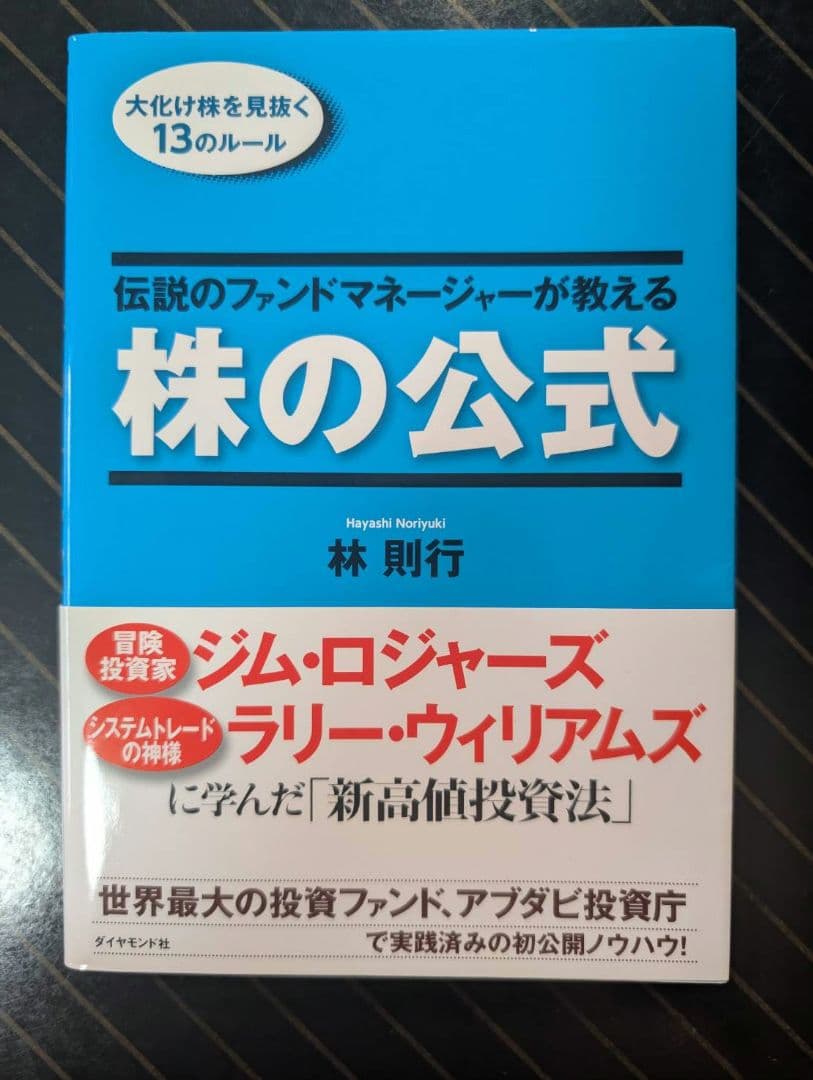 大化け株を見抜く
13のルール
伝説のファンドマネージャーが教える
株の公式
Hayashi Noriyuki
林 則行
冒険
投資家
ジム・ロジャーズ
システムトレード
の神様
ラリー・ウィリアムズ
に学んだ「新高値投資法」
世界最大の投資ファンド、アブダビ投資庁
で実践済みの初公開ノウハウ!
ダイヤモンド社